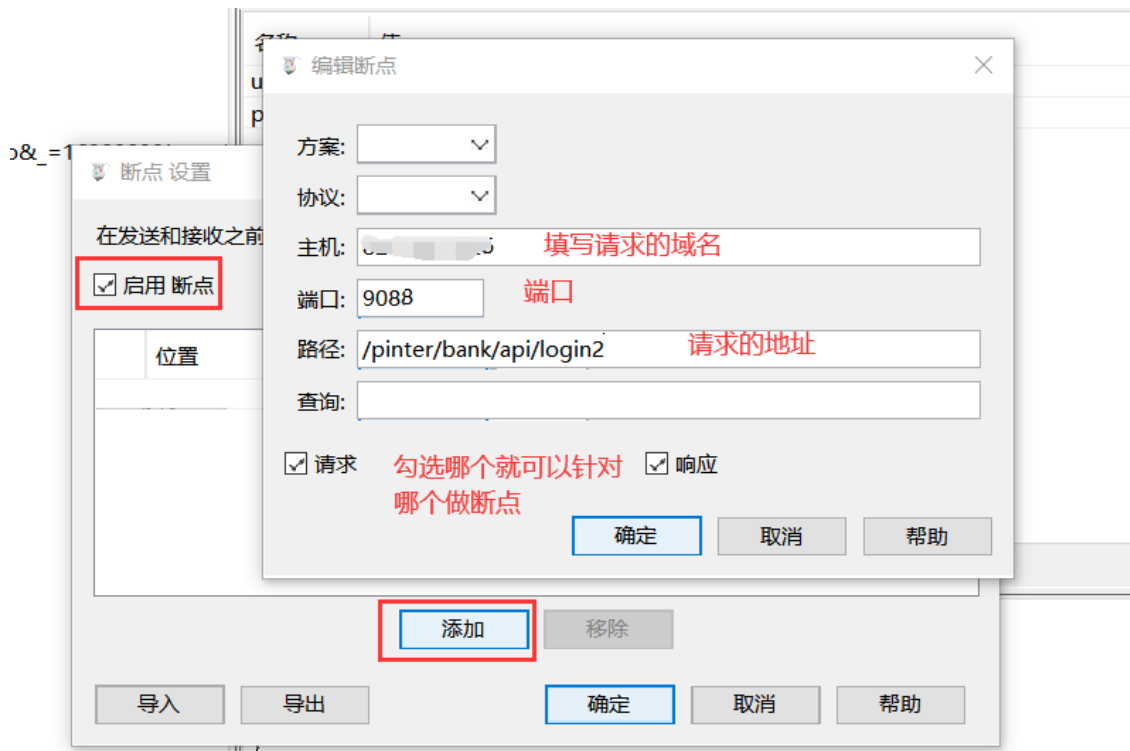 编辑断点
方案:
协议:
主机: 填写请求的域名
端口: 9088 端口
路径: /pinter/bank/api/login2 请求的地址
查询:
请求 勾选哪个就可以针对 响应
哪个做断点
确定 取消 帮助
断点 设置
在发送和接收之前
启用 断点
位置
添加 移除
导入 导出 确定 取消 帮助